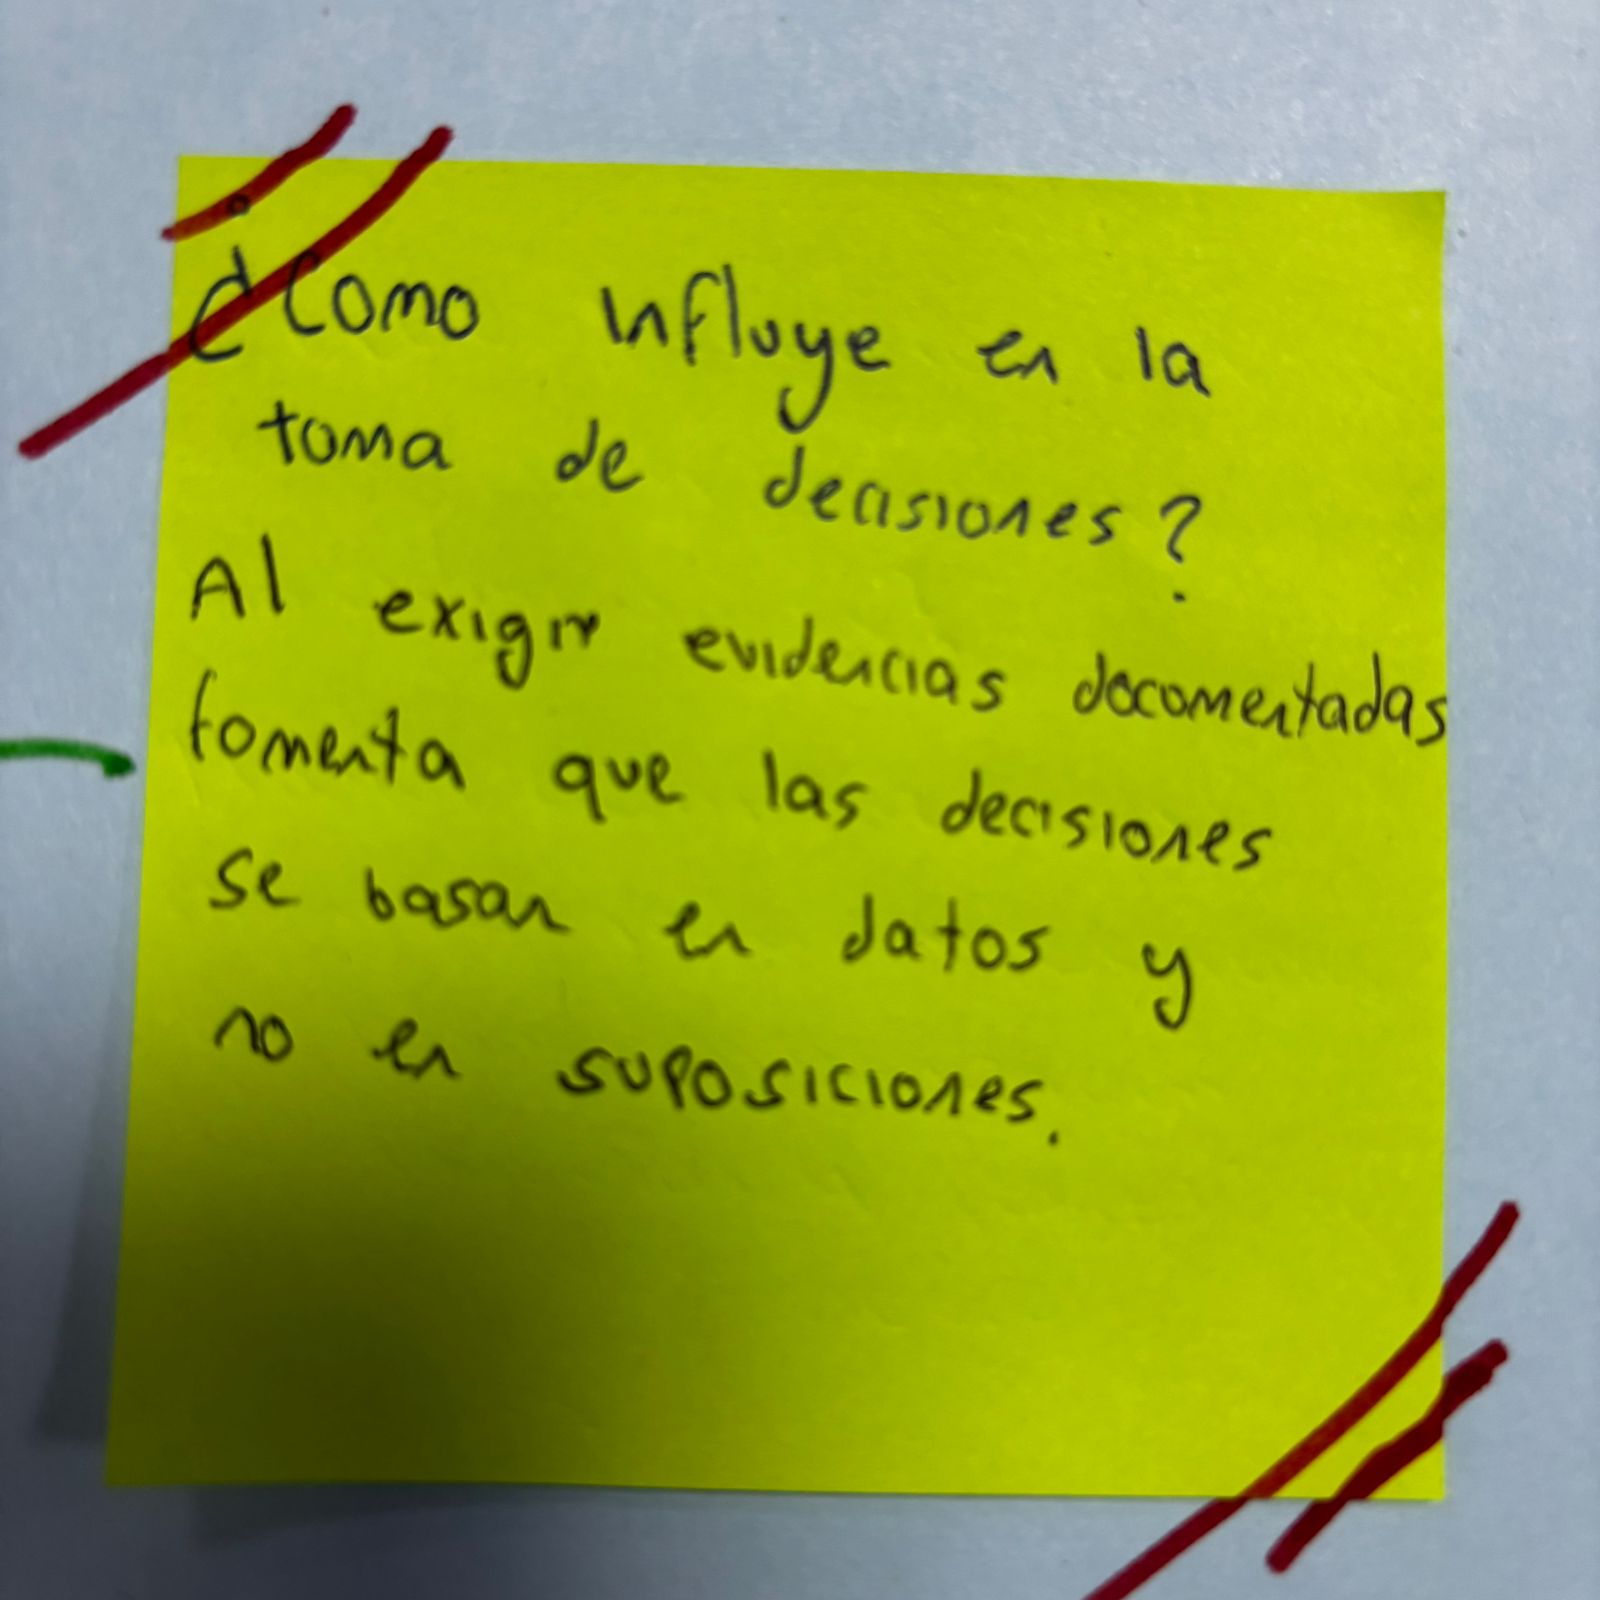 ¿Como influye en la
toma de decisiones?
Al exigir evidencias documentadas
fomenta que las decisiones
se basan en datos y
no en suposiciones.